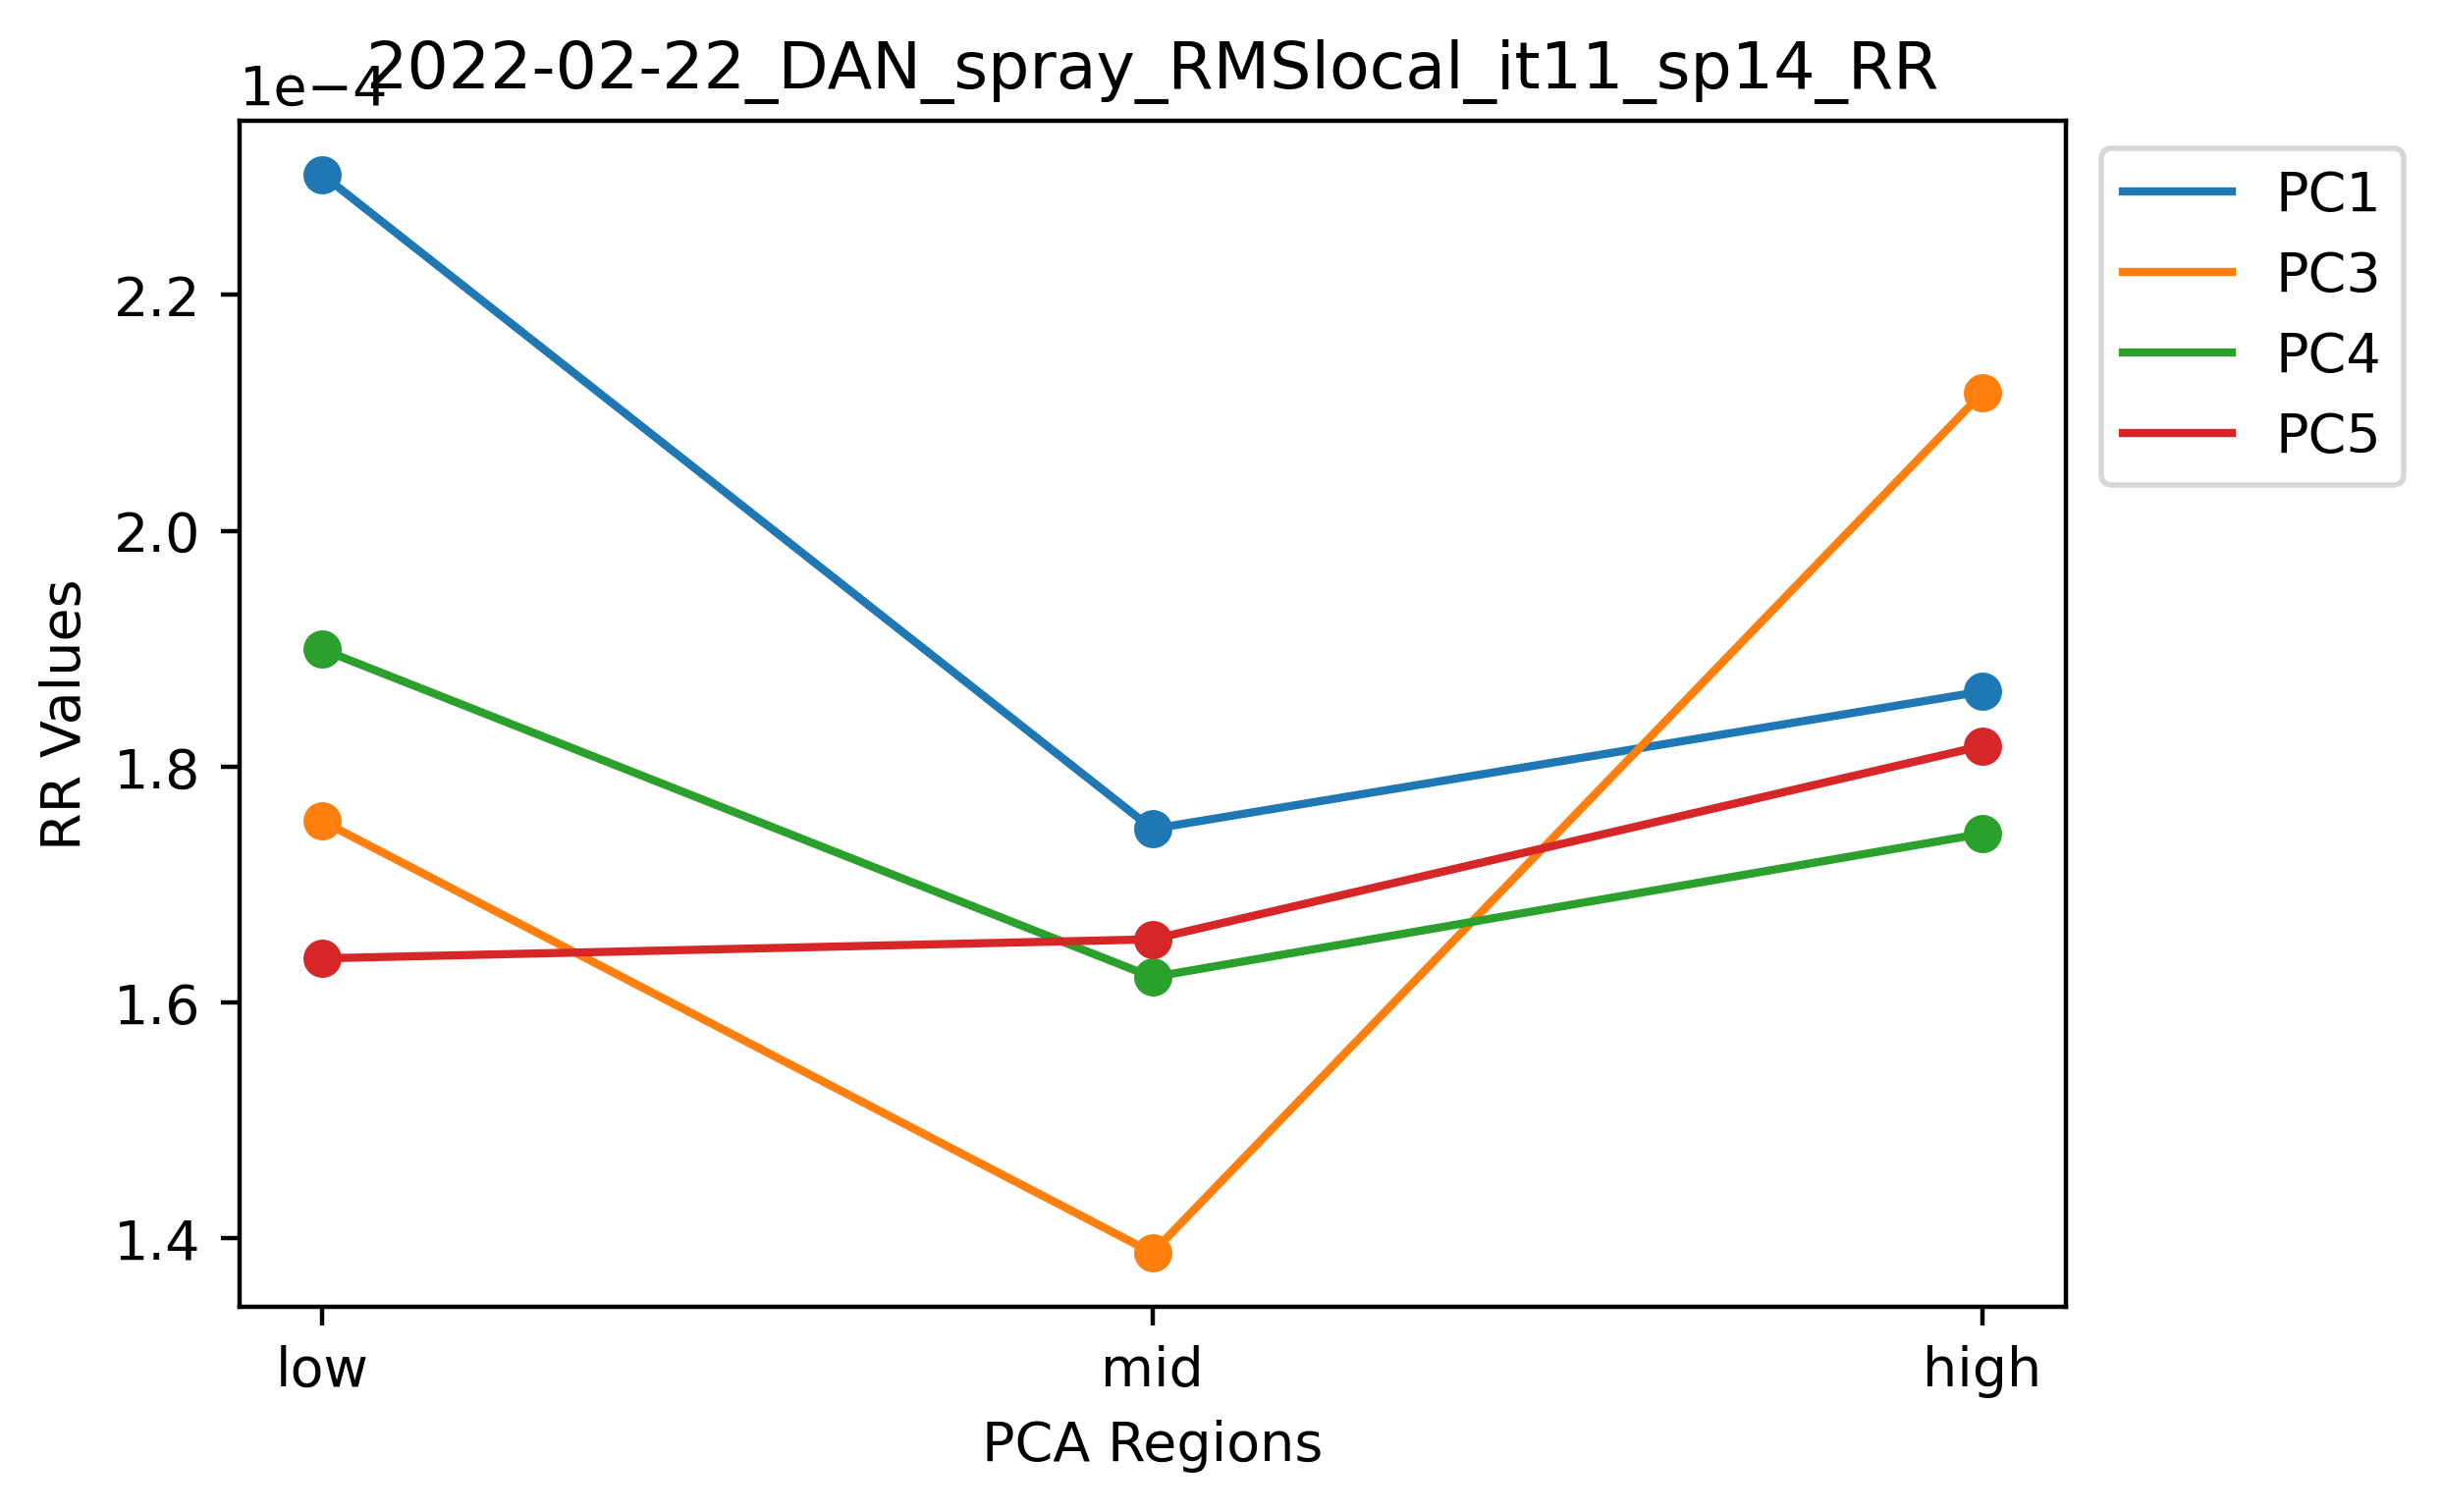 2022-02-22_DAN_spray_RMSlocal_it11_sp14_RR
1e−4
2.2
2.0
1.8
1.6
1.4
RR Values
low mid high
PCA Regions
PC1
PC3
PC4
PC5